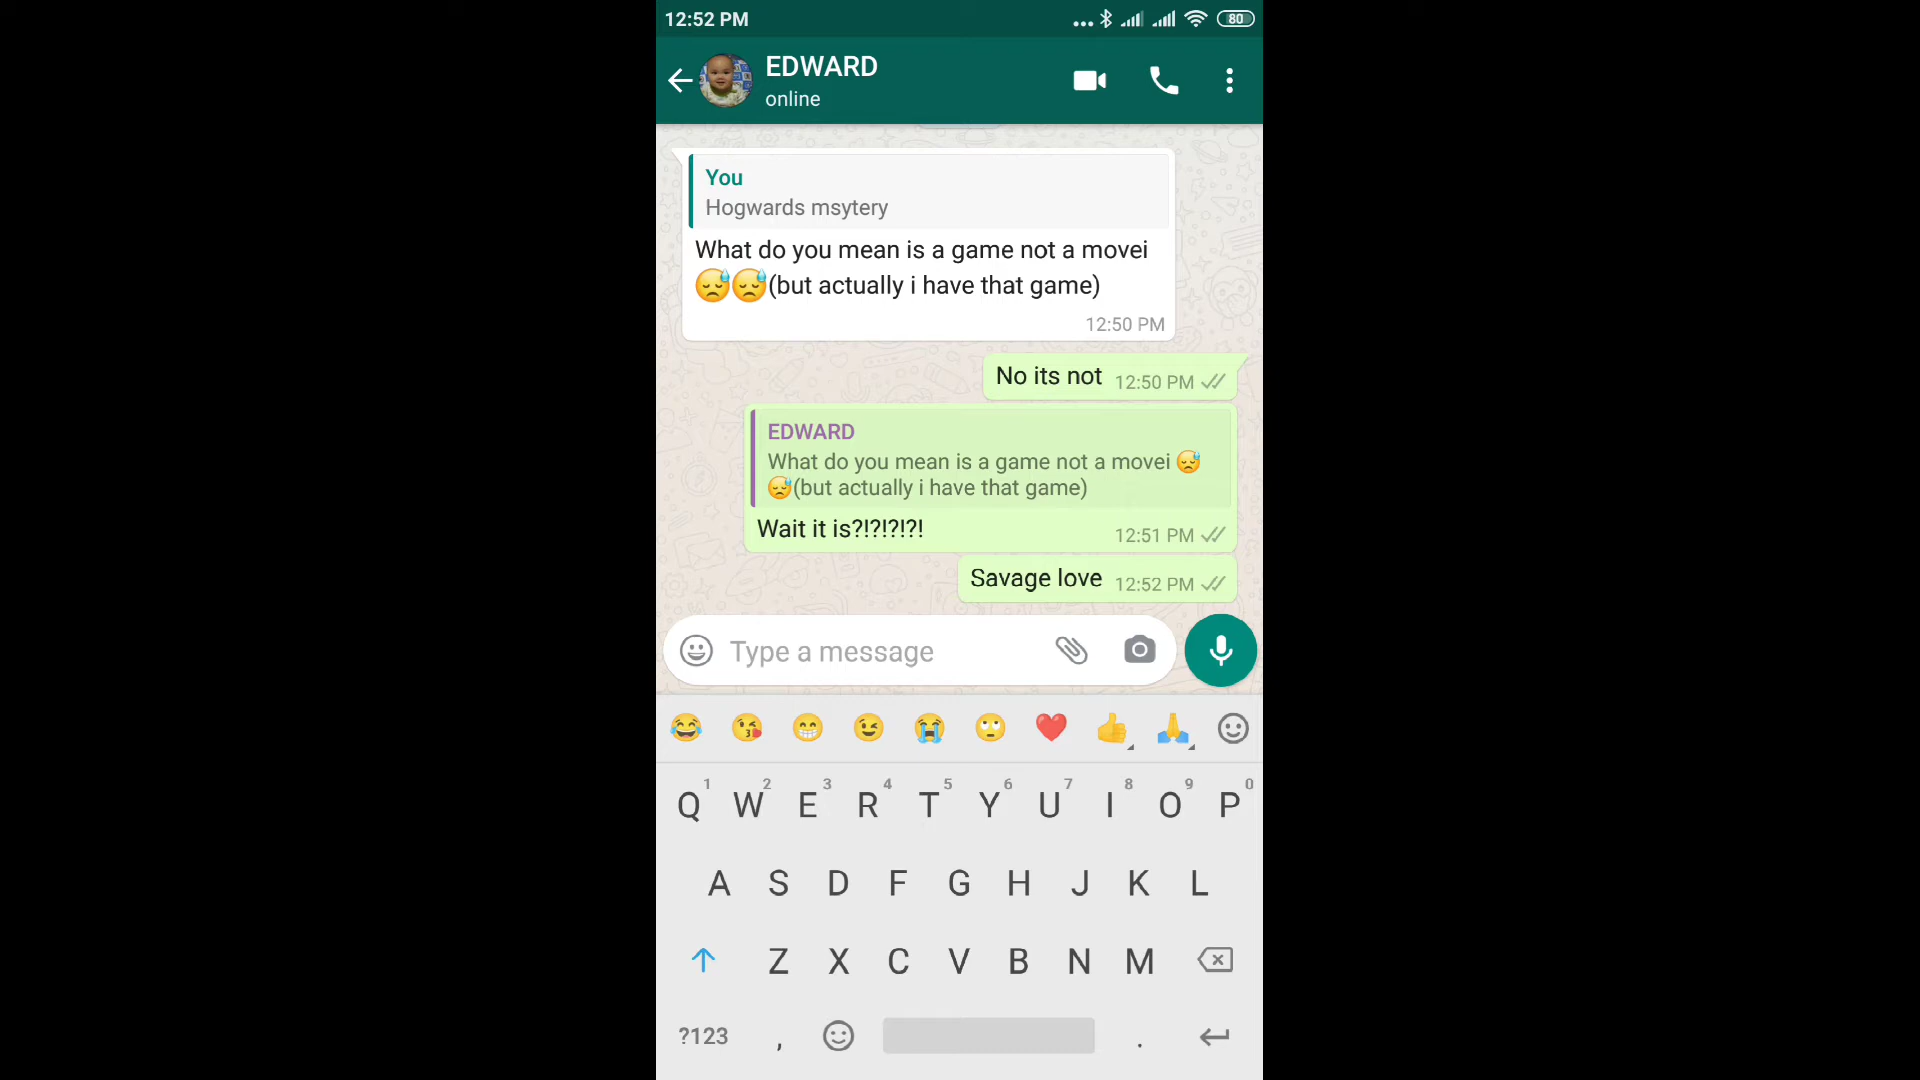 12:52 PM
80
EDWARD
online
You
Hogwards msytery
What do you mean is a game not a movei
😓😓(but actually i have that game)
12:50 PM
No its not 12:50 PM
EDWARD
What do you mean is a game not a movei 😓
😓(but actually i have that game)
Wait it is?!?!?!?! 12:51 PM
Savage love 12:52 PM
Type a message
1 2 3 4 5 6 7 8 9 0
Q W E R T Y U I O P
A S D F G H J K L
Z X C V B N M
?123 , .